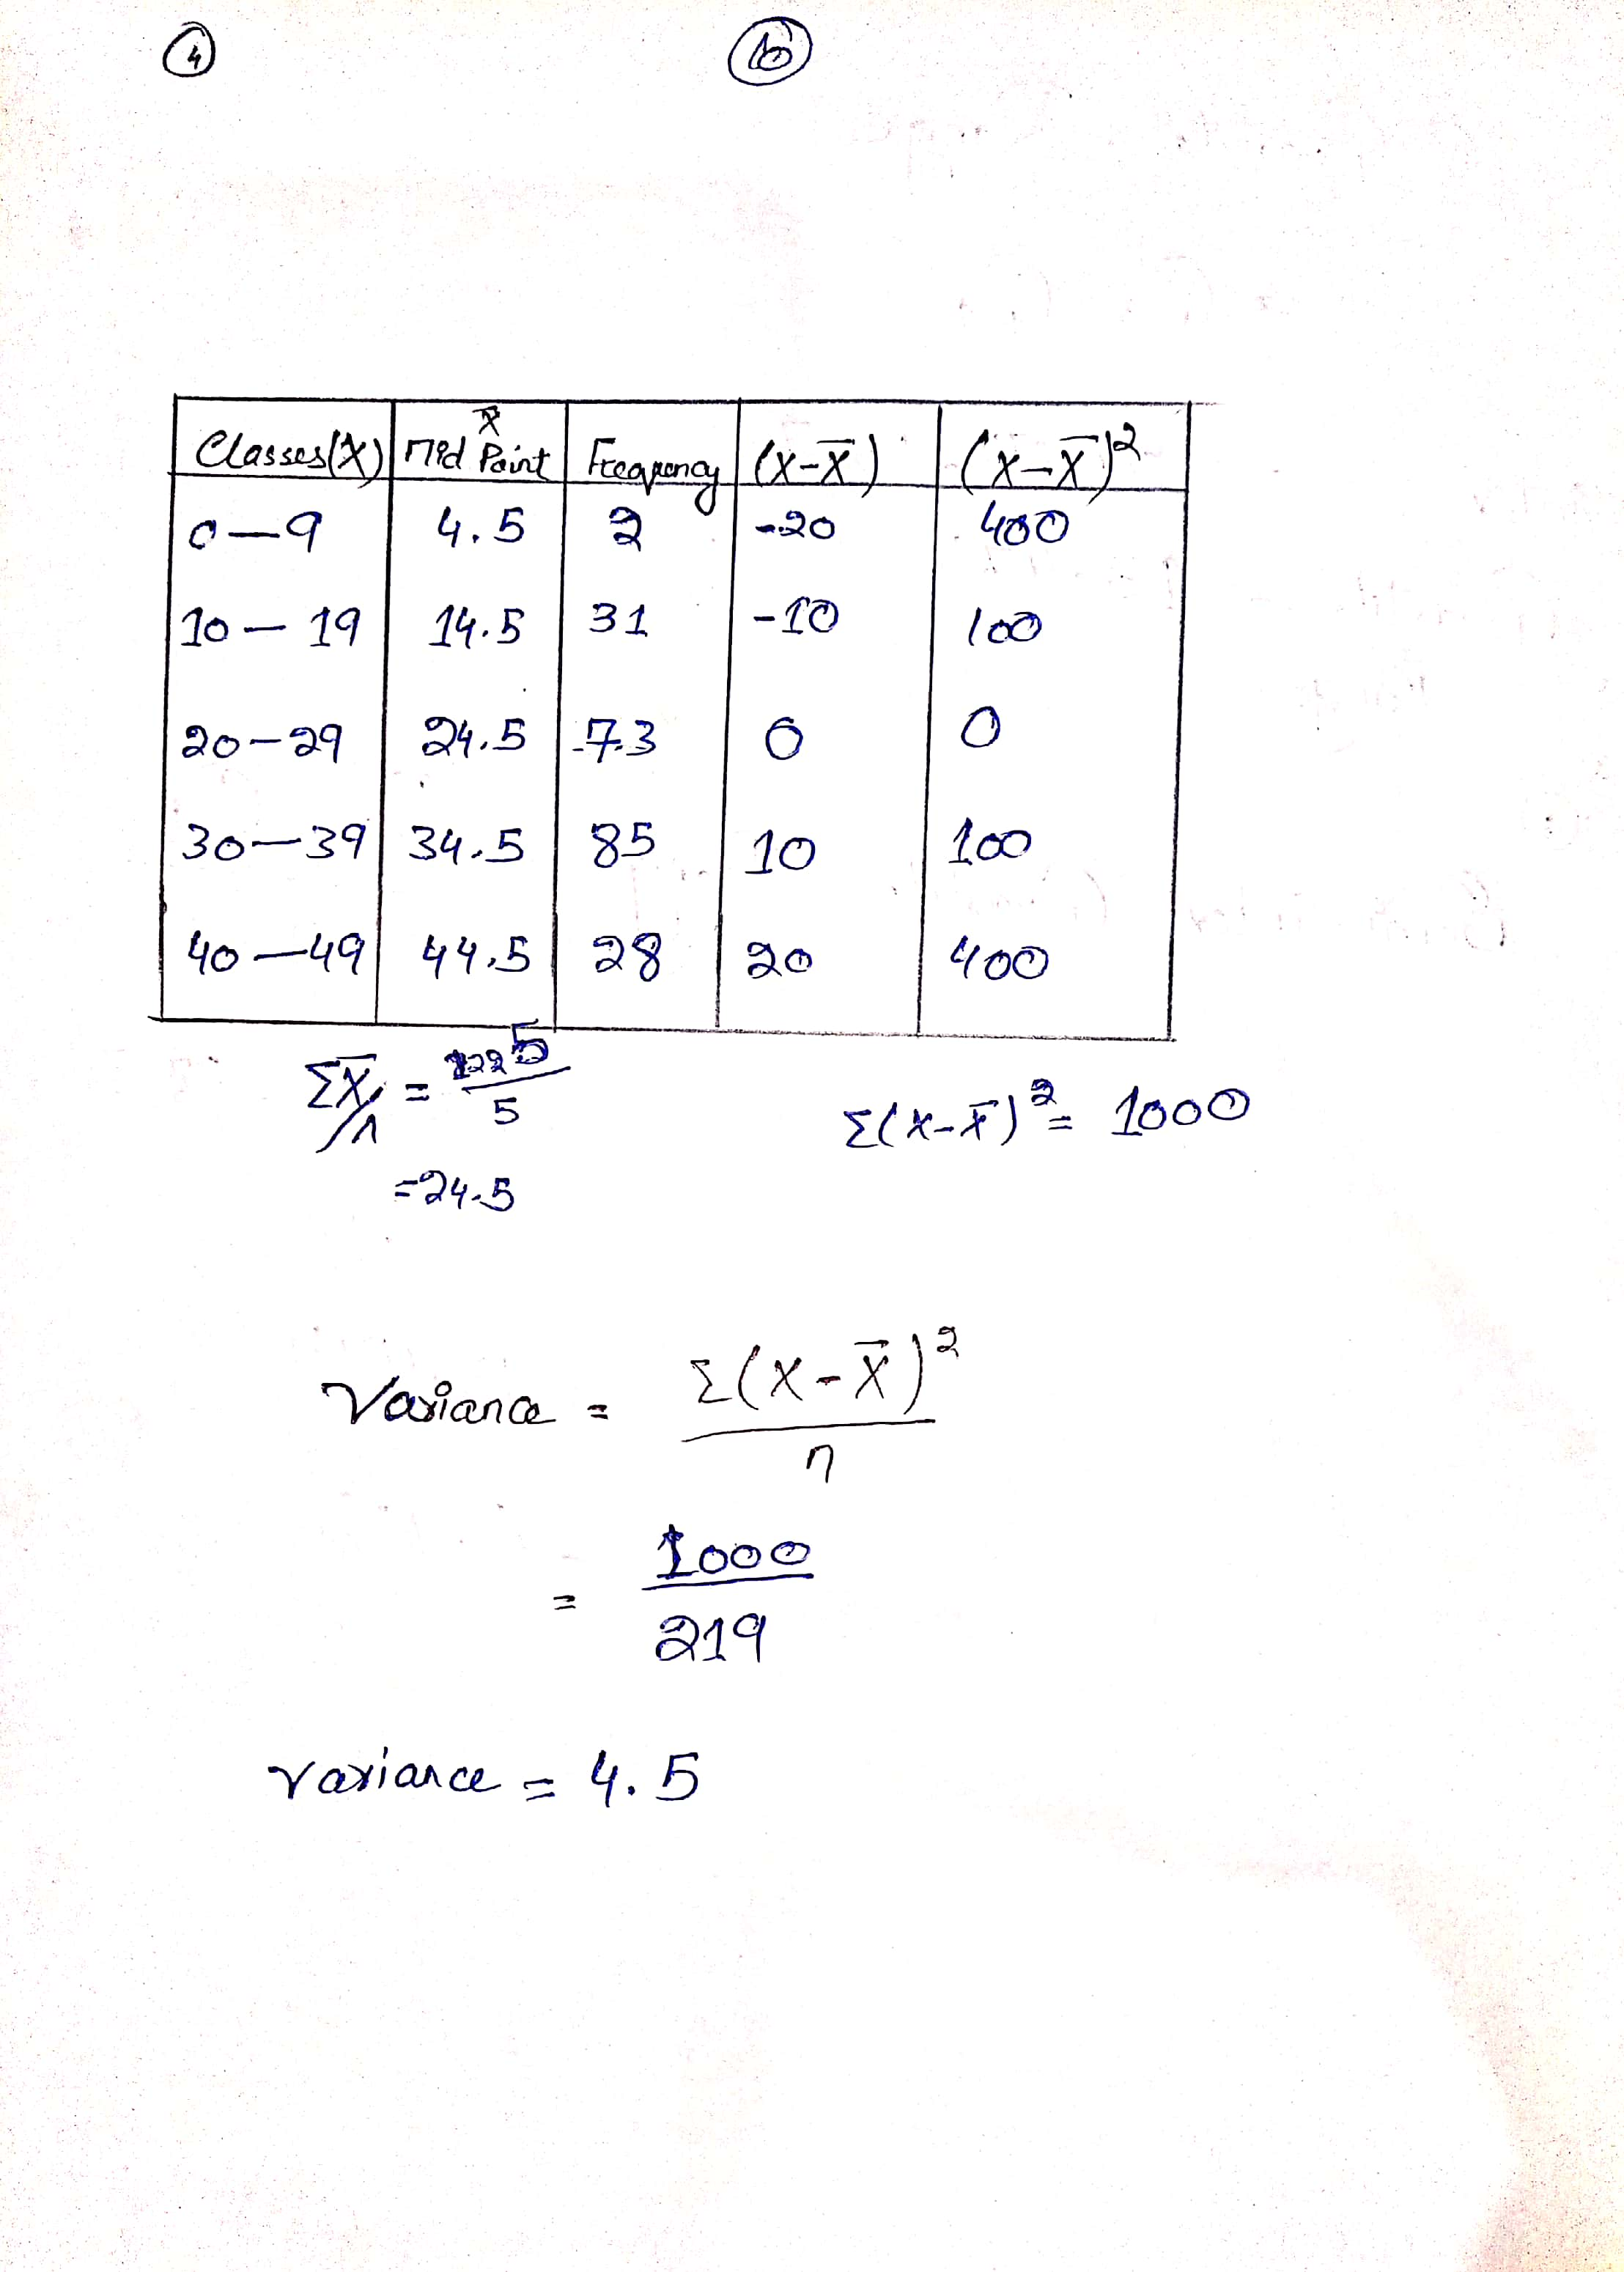 4 10
Classes(X) | Mid Point x̄ | Freaquency | (x-x̄) | (x-x̄)²
0-9 | 4.5 | 2 | -20 | 400
10-19 | 14.5 | 31 | -10 | 100
20-29 | 24.5 | 73 | 0 | 0
30-39 | 34.5 | 85 | 10 | 100
40-49 | 44.5 | 28 | 20 | 400
Σx̄/n = 122.5/5
=24.5
Σ(x-x̄)² = 1000
Variance = Σ(x-x̄)²/n
= 1000/219
variance = 4.5